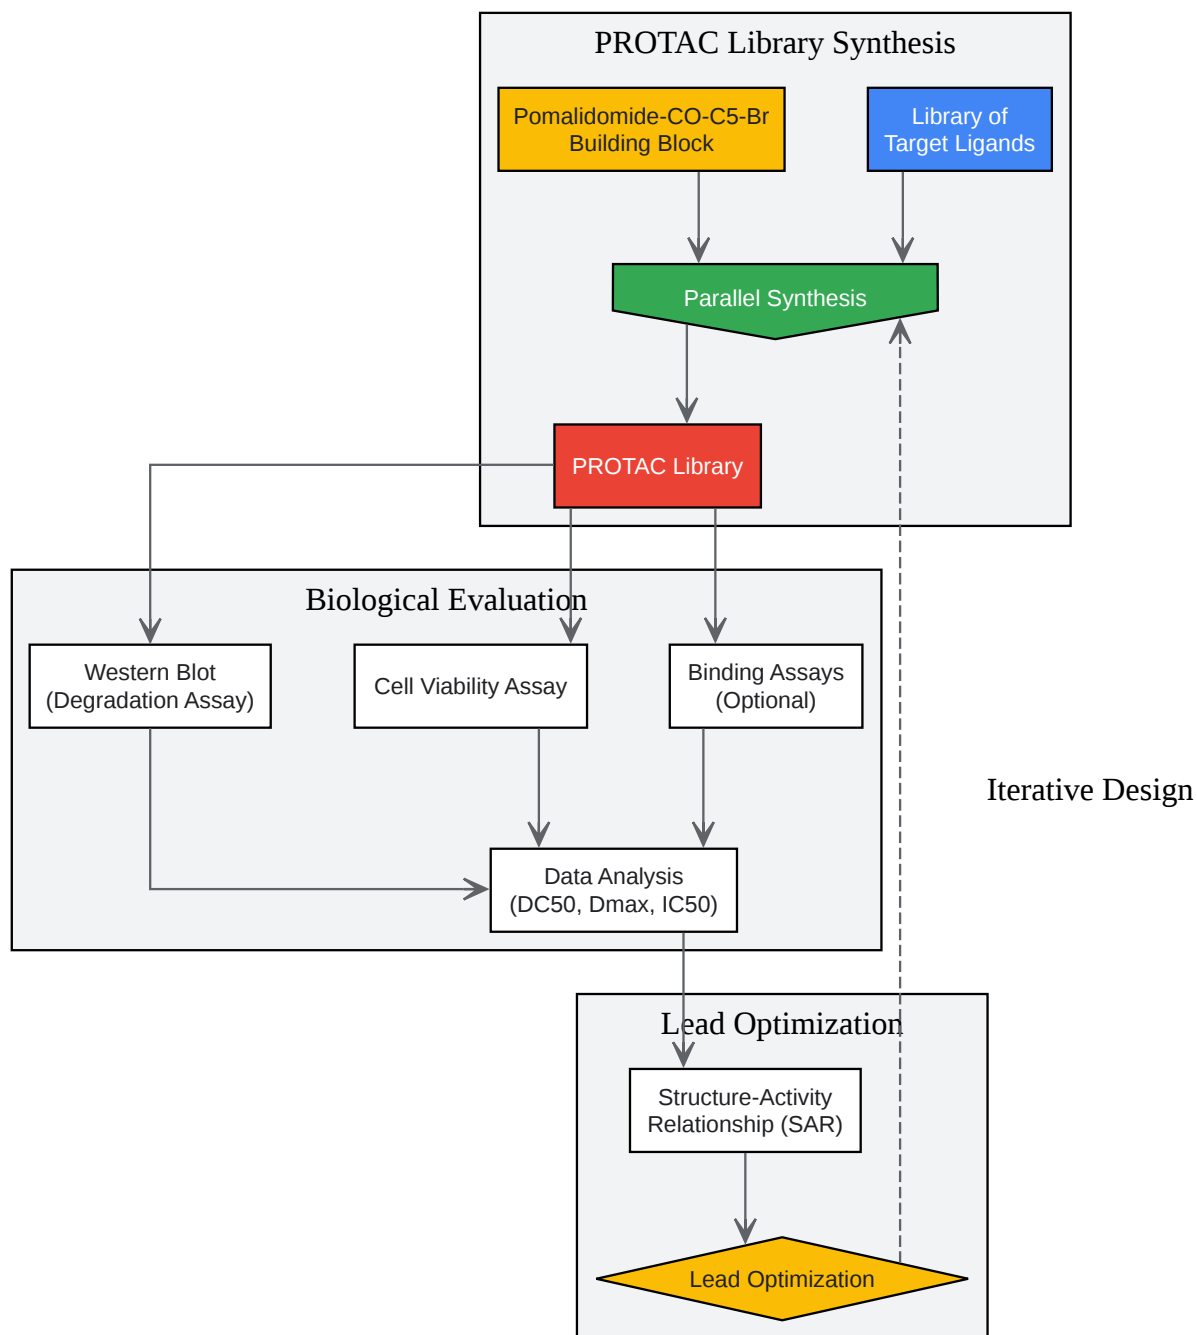 PROTAC Library Synthesis
Pomalidomide-CO-C5-Br
Building Block
Library of
Target Ligands
Parallel Synthesis
PROTAC Library
Biological Evaluation
Western Blot
(Degradation Assay)
Cell Viability Assay
Binding Assays
(Optional)
Iterative Design
Data Analysis
(DC50, Dmax, IC50)
Lead Optimization
Structure-Activity
Relationship (SAR)
Lead Optimization